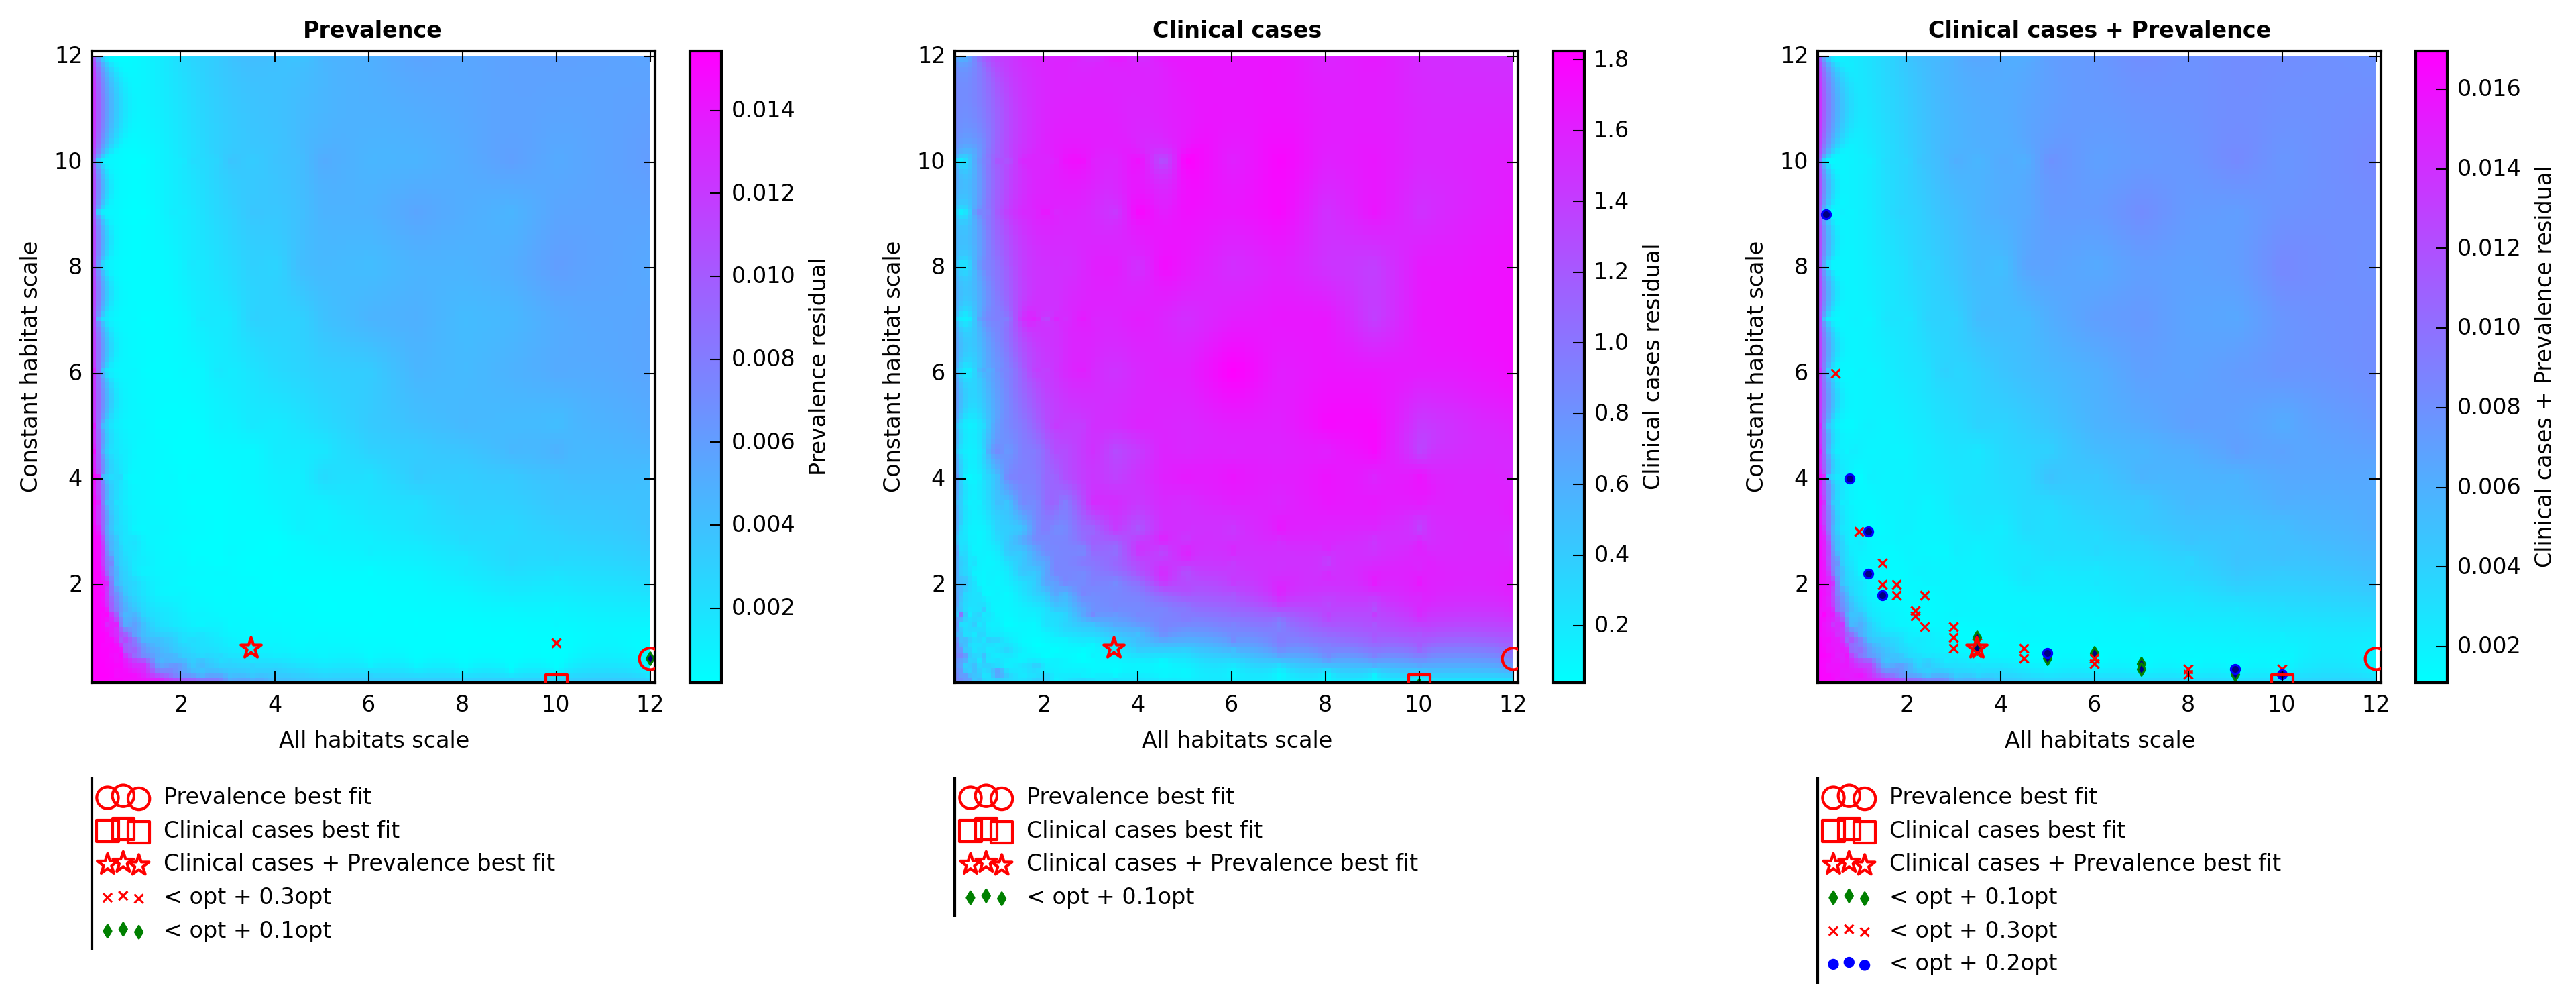 Prevalence
12
10
8
6
4
2
Constant habitat scale
2 4 6 8 10 12
All habitats scale
0.014
0.012
0.010
0.008
0.006
0.004
0.002
Prevalence residual
Prevalence best fit
Clinical cases best fit
Clinical cases + Prevalence best fit
< opt + 0.3opt
< opt + 0.1opt
Clinical cases
12
10
8
6
4
2
Constant habitat scale
2 4 6 8 10 12
All habitats scale
1.8
1.6
1.4
1.2
1.0
0.8
0.6
0.4
0.2
Clinical cases residual
Prevalence best fit
Clinical cases best fit
Clinical cases + Prevalence best fit
< opt + 0.1opt
Clinical cases + Prevalence
12
10
8
6
4
2
Constant habitat scale
2 4 6 8 10 12
All habitats scale
0.016
0.014
0.012
0.010
0.008
0.006
0.004
0.002
Clinical cases + Prevalence residual
Prevalence best fit
Clinical cases best fit
Clinical cases + Prevalence best fit
< opt + 0.1opt
< opt + 0.3opt
< opt + 0.2opt